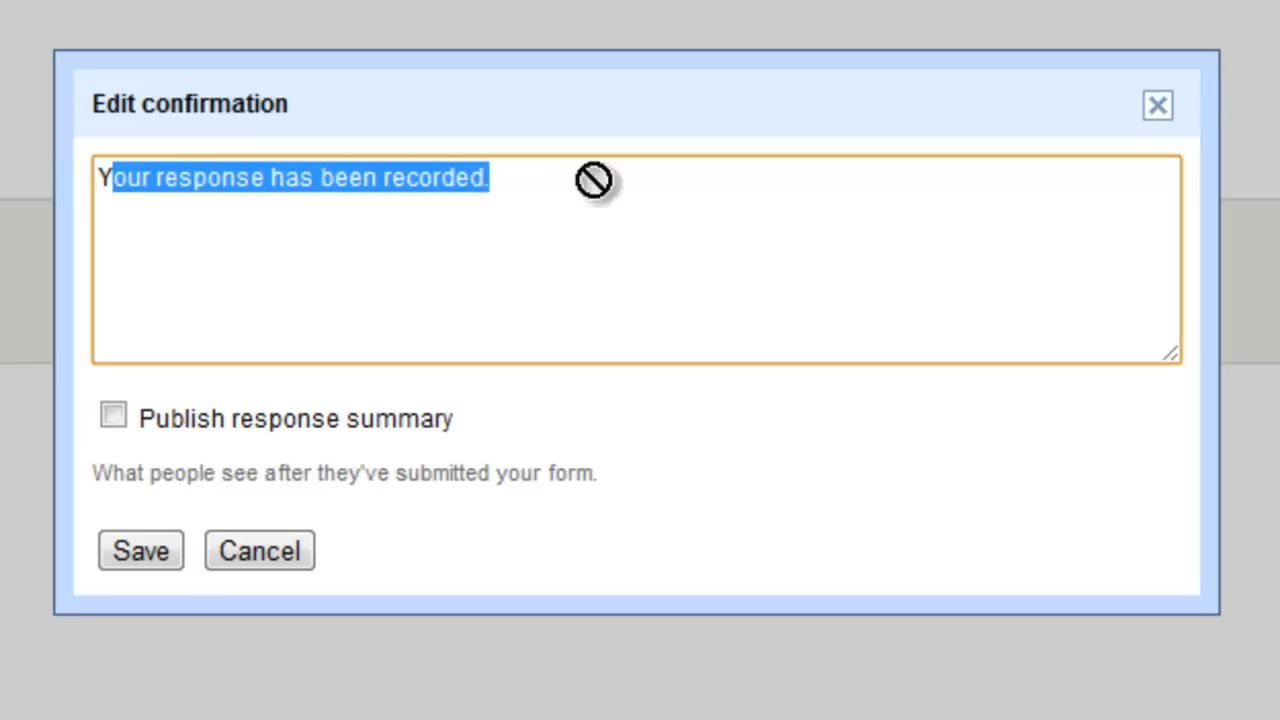 Edit confirmation
Your response has been recorded.
Publish response summary
What people see after they've submitted your form.
Save Cancel